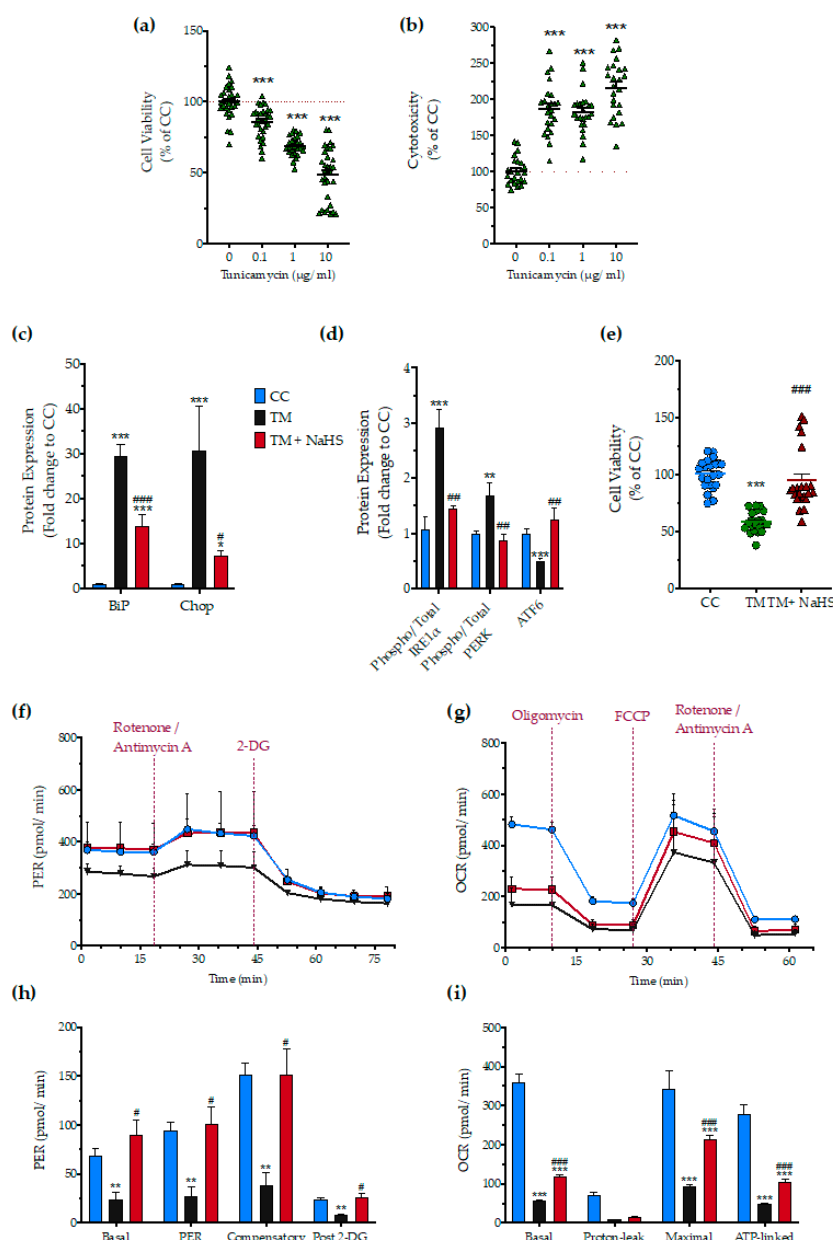 (a)
150
100
50
0
Cell Viability
(% of CC)
***
***
***
0 0.1 1 10
Tunicamycin (µg/ml)
(b)
300
250
200
150
100
50
0
Cytotoxicity
(% of CC)
***
***
***
0 0.1 1 10
Tunicamycin (µg/ml)
(c)
50
40
30
20
10
0
Protein Expression
(Fold change to CC)
***
###
***
***
#
*
BiP Chop
CC
TM
TM + NaHS
(d)
4
2
0
Protein Expression
(Fold change to CC)
***
##
**
##
***
##
Phospho/Total
IRE1α
Phospho/Total
PERK
ATF6
(e)
200
150
100
50
0
Cell Viability
(% of CC)
***
###
CC TM TM+ NaHS
(f)
Rotenone /
Antimycin A
2-DG
800
600
400
200
0
PER (pmol/min)
0 15 30 45 60 75
Time (min)
(g)
Oligomycin
FCCP
Rotenone /
Antimycin A
800
600
400
200
0
OCR (pmol/min)
0 15 30 45 60
Time (min)
(h)
200
150
100
50
0
PER (pmol/min)
**
#
**
#
**
#
**
#
Basal PER Compensatory Post 2-DG
(i)
500
400
300
200
100
0
OCR (pmol/min)
***
###
***
***
###
***
***
###
***
Basal Proton-leak Maximal ATP-linked